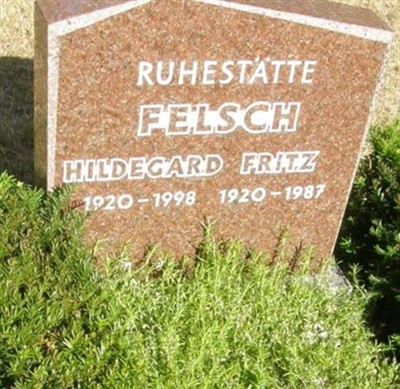 RUHESTÄTTE
FELSCH
HILDEGARD FRITZ
1920-1998 1920-1987